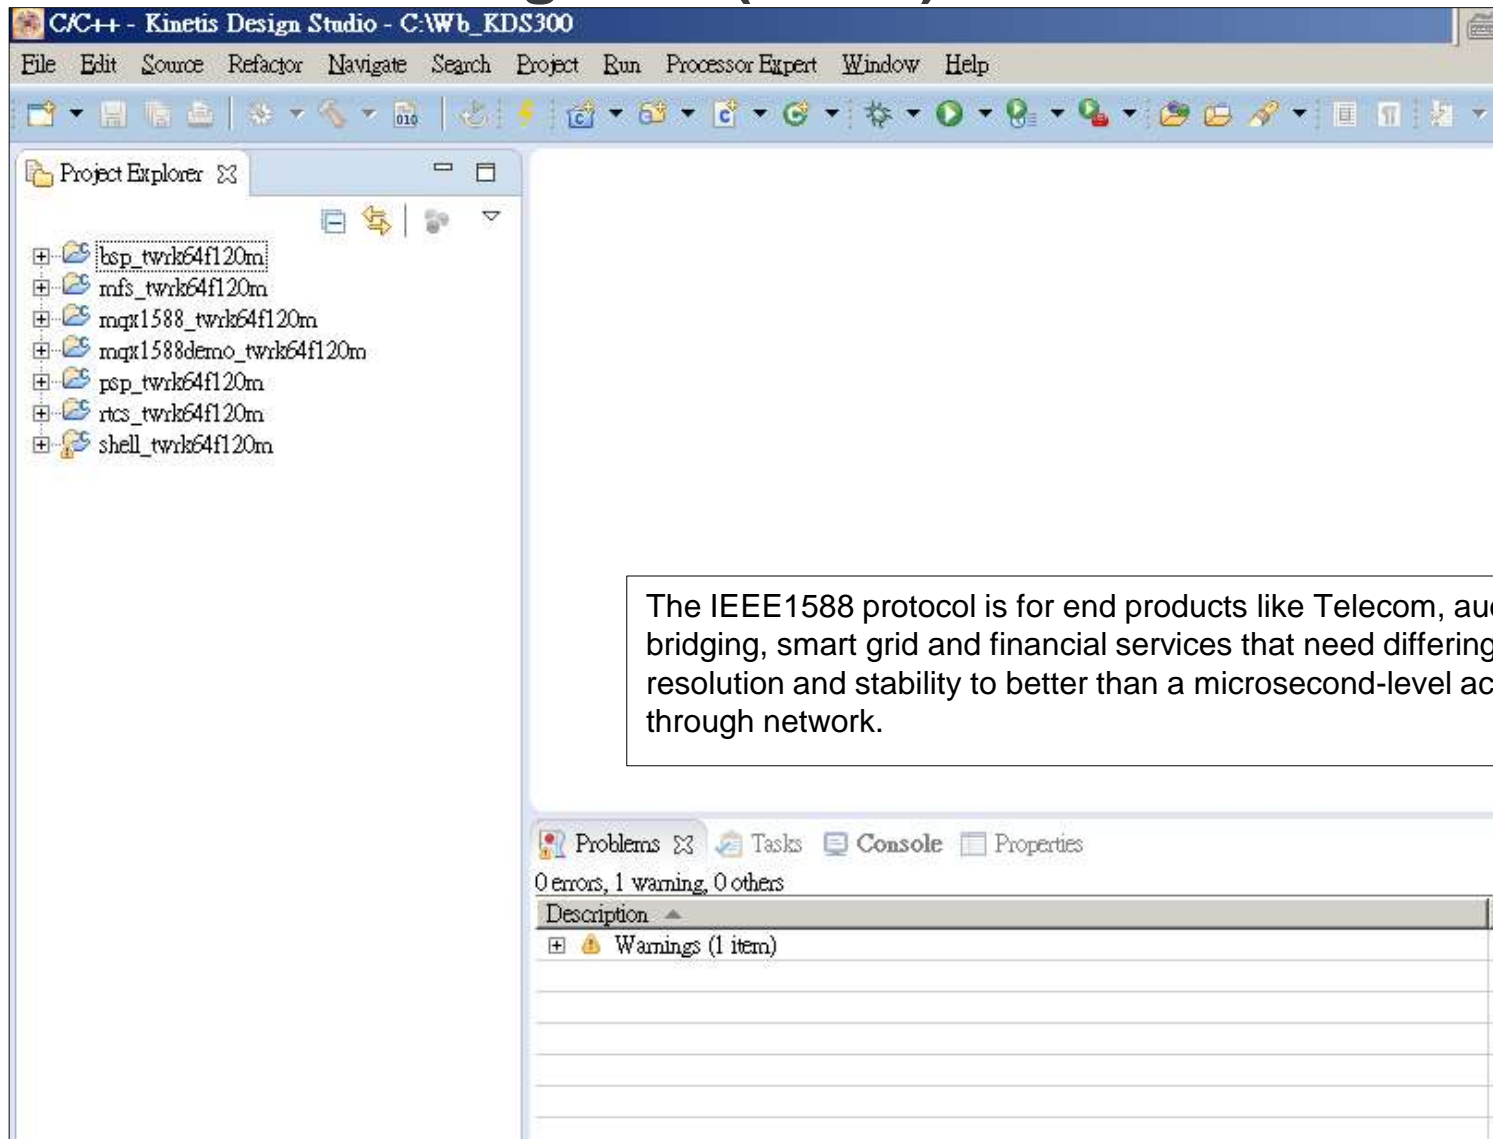 C/C++ - Kinetis Design Studio - C:\Wb_KDS300
File Edit Source Refactor Navigate Search Project Run Processor Expert Window Help
Project Explorer
bsp_twrk64f120m
mfs_twrk64f120m
mqx1588_twrk64f120m
mqx1588demo_twrk64f120m
psp_twrk64f120m
rtcs_twrk64f120m
shell_twrk64f120m
The IEEE1588 protocol is for end products like Telecom,
bridging, smart grid and financial services that need differing
resolution and stability to better than a microsecond-level
through network.
Problems Tasks Console Properties
0 errors, 1 warning, 0 others
Description
Warnings (1 item)